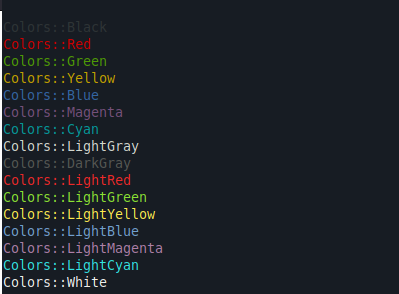 Colors::Black
Colors::Red
Colors::Green
Colors::Yellow
Colors::Blue
Colors::Magenta
Colors::Cyan
Colors::LightGray
Colors::DarkGray
Colors::LightRed
Colors::LightGreen
Colors::LightYellow
Colors::LightBlue
Colors::LightMagenta
Colors::LightCyan
Colors::White